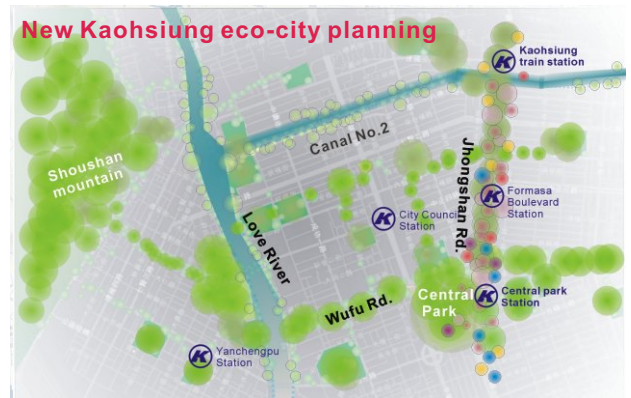 New Kaohsiung eco-city planning
Kaohsiung
train station
Canal No.2
Shoushan
mountain
Jhongshan Rd.
Formasa
Boulevard
Station
City Council
Station
Love River
Central
Park
Central park
Station
Wufu Rd.
Yanchengpu
Station